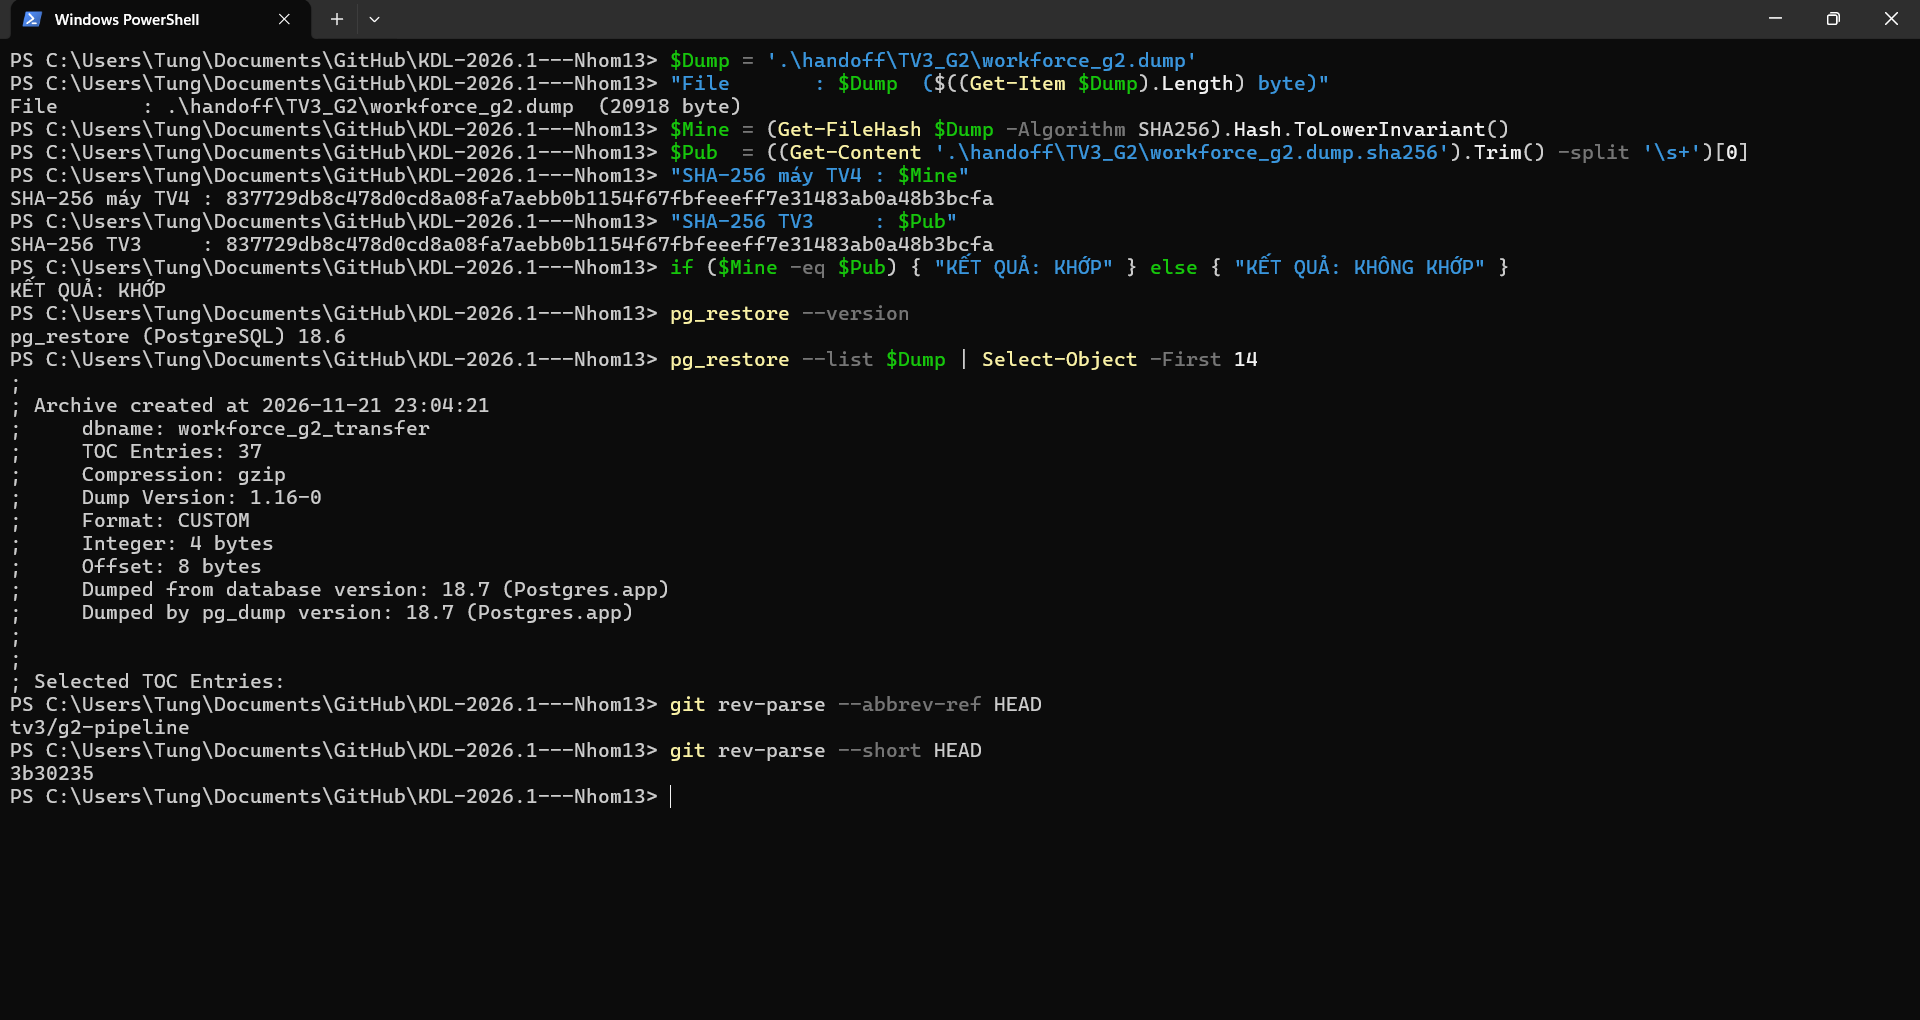 Windows PowerShell
PS C:\Users\Tung\Documents\GitHub\KDL-2026.1---Nhom13> $Dump = '.\handoff\TV3_G2\workforce_g2.dump'
PS C:\Users\Tung\Documents\GitHub\KDL-2026.1---Nhom13> "File       : $Dump  ($((Get-Item $Dump).Length) byte)"
File       : .\handoff\TV3_G2\workforce_g2.dump  (20918 byte)
PS C:\Users\Tung\Documents\GitHub\KDL-2026.1---Nhom13> $Mine = (Get-FileHash $Dump -Algorithm SHA256).Hash.ToLowerInvariant()
PS C:\Users\Tung\Documents\GitHub\KDL-2026.1---Nhom13> $Pub  = ((Get-Content '.\handoff\TV3_G2\workforce_g2.dump.sha256').Trim() -split '\s+')[0]
PS C:\Users\Tung\Documents\GitHub\KDL-2026.1---Nhom13> "SHA-256 máy TV4 : $Mine"
SHA-256 máy TV4 : 837729db8c478d0cd8a08fa7aebb0b1154f67fbfeeeff7e31483ab0a48b3bcfa
PS C:\Users\Tung\Documents\GitHub\KDL-2026.1---Nhom13> "SHA-256 TV3     : $Pub"
SHA-256 TV3     : 837729db8c478d0cd8a08fa7aebb0b1154f67fbfeeeff7e31483ab0a48b3bcfa
PS C:\Users\Tung\Documents\GitHub\KDL-2026.1---Nhom13> if ($Mine -eq $Pub) { "KẾT QUẢ: KHỚP" } else { "KẾT QUẢ: KHÔNG KHỚP" }
KẾT QUẢ: KHỚP
PS C:\Users\Tung\Documents\GitHub\KDL-2026.1---Nhom13> pg_restore --version
pg_restore (PostgreSQL) 18.6
PS C:\Users\Tung\Documents\GitHub\KDL-2026.1---Nhom13> pg_restore --list $Dump | Select-Object -First 14
;
; Archive created at 2026-11-21 23:04:21
;     dbname: workforce_g2_transfer
;     TOC Entries: 37
;     Compression: gzip
;     Dump Version: 1.16-0
;     Format: CUSTOM
;     Integer: 4 bytes
;     Offset: 8 bytes
;     Dumped from database version: 18.7 (Postgres.app)
;     Dumped by pg_dump version: 18.7 (Postgres.app)
;
;
; Selected TOC Entries:
PS C:\Users\Tung\Documents\GitHub\KDL-2026.1---Nhom13> git rev-parse --abbrev-ref HEAD
tv3/g2-pipeline
PS C:\Users\Tung\Documents\GitHub\KDL-2026.1---Nhom13> git rev-parse --short HEAD
3b30235
PS C:\Users\Tung\Documents\GitHub\KDL-2026.1---Nhom13>